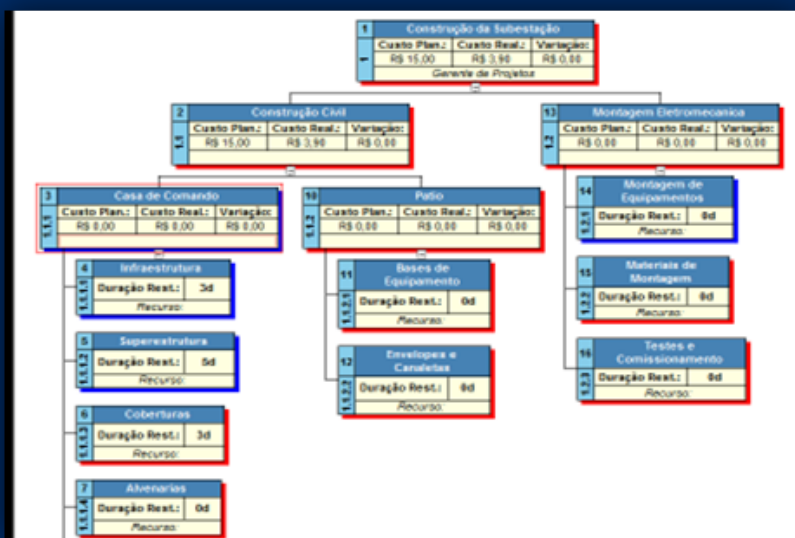 1 Construção da Subestação
Custo Plan.: Custo Real.: Variação:
1 R$ 15,00 R$ 3,90 R$ 0,00
Gerente de Projetos
2 Construção Civil
Custo Plan.: Custo Real.: Variação:
1.1 R$ 15,00 R$ 3,90 R$ 0,00
13 Montagem Eletromecanica
Custo Plan.: Custo Real.: Variação:
1.2 R$ 0,00 R$ 0,00 R$ 0,00
3 Casa de Comando
Custo Plan.: Custo Real.: Variação:
1.1.1 R$ 0,00 R$ 0,00 R$ 0,00
10 Patio
Custo Plan.: Custo Real.: Variação:
1.1.2 R$ 0,00 R$ 0,00 R$ 0,00
14 Montagem de
Equipamentos
1.2.1 Duração Rest.: 0d
Recurso:
4 Infraestrutura
1.1.1.1 Duração Rest.: 3d
Recurso:
11 Bases de
Equipamento
1.1.2.1 Duração Rest.: 0d
Recurso:
15 Materiais de
Montagem
1.2.2 Duração Rest.: 0d
Recurso:
5 Superestrutura
1.1.1.2 Duração Rest.: 5d
Recurso:
12 Envelopes e
Canaletas
1.1.2.2 Duração Rest.: 0d
Recurso:
16 Testes e
Comissionamento
1.2.3 Duração Rest.: 0d
Recurso:
6 Coberturas
1.1.1.3 Duração Rest.: 3d
Recurso:
7 Alvenarias
1.1.1.4 Duração Rest.: 0d
Recurso: